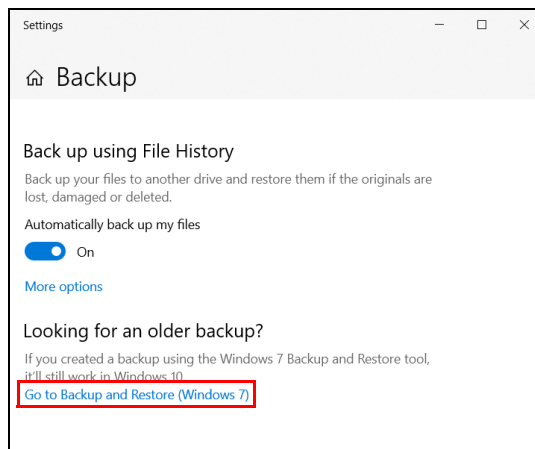 Settings
Backup
Back up using File History
Back up your files to another drive and restore them if the originals are
lost, damaged or deleted.
Automatically back up my files
On
More options
Looking for an older backup?
If you created a backup using the Windows 7 Backup and Restore tool,
it'll still work in Windows 10.
Go to Backup and Restore (Windows 7)